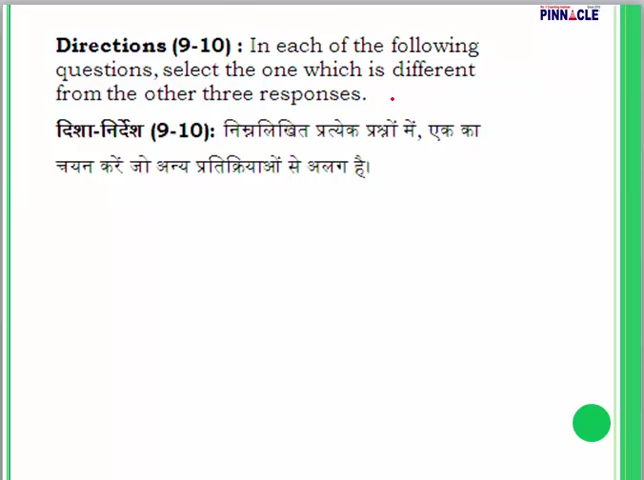 PINNACLE
Directions (9-10) : In each of the following
questions, select the one which is different
from the other three responses.
दिशा-निर्देश (9-10): निम्नलिखित प्रत्येक प्रश्नों में, एक का
चयन करें जो अन्य प्रतिक्रियाओं से अलग है।